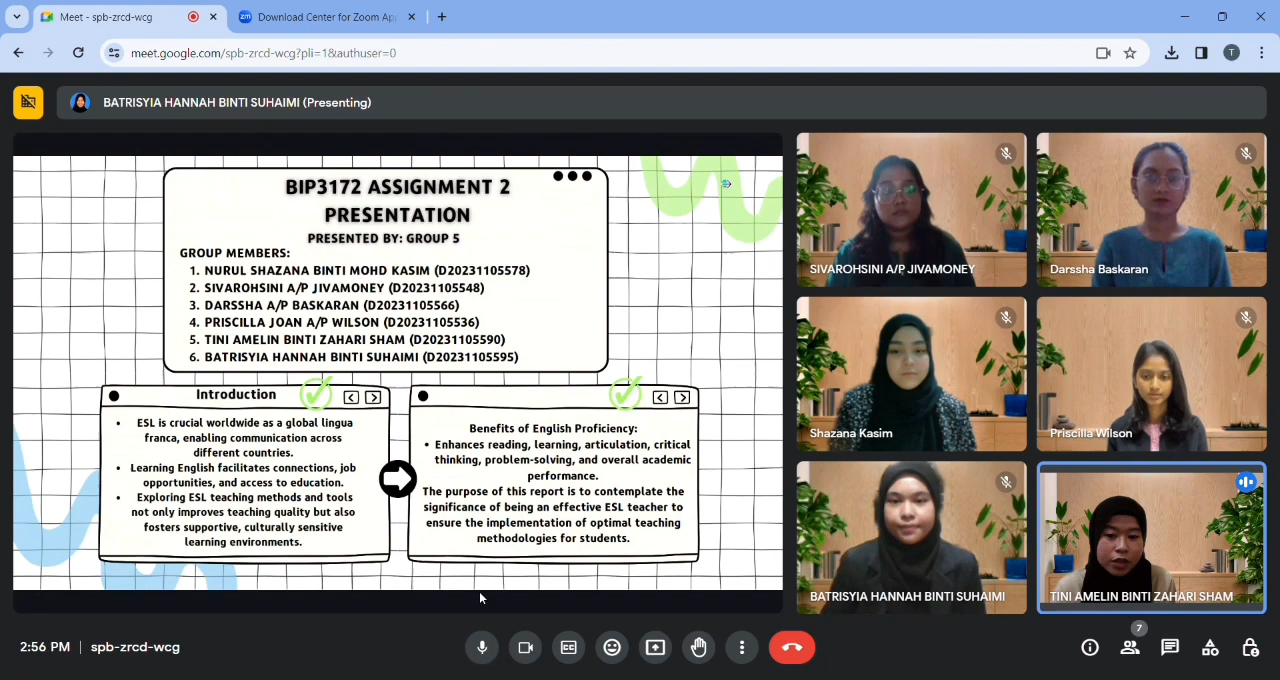 Meet - spb-zrcd-wcg
Download Center for Zoom Ap
meet.google.com/spb-zrcd-wcg?pli=1&authuser=0
T
BATRISYIA HANNAH BINTI SUHAIMI (Presenting)
BIP3172 ASSIGNMENT 2
PRESENTATION
PRESENTED BY: GROUP 5
GROUP MEMBERS:
1. NURUL SHAZANA BINTI MOHD KASIM (D20231105578)
2. SIVAROHSINI A/P JIVAMONEY (D20231105548)
3. DARSSHA A/P BASKARAN (D20231105566)
4. PRISCILLA JOAN A/P WILSON (D20231105536)
5. TINI AMELIN BINTI ZAHARI SHAM (D20231105590)
6. BATRISYIA HANNAH BINTI SUHAIMI (D20231105595)
Introduction
• ESL is crucial worldwide as a global lingua
franca, enabling communication across
different countries.
• Learning English facilitates connections, job
opportunities, and access to education.
• Exploring ESL teaching methods and tools
not only improves teaching quality but also
fosters supportive, culturally sensitive
learning environments.
Benefits of English Proficiency:
• Enhances reading, learning, articulation, critical
thinking, problem-solving, and overall academic
performance.
The purpose of this report is to contemplate the
significance of being an effective ESL teacher to
ensure the implementation of optimal teaching
methodologies for students.
SIVAROHSINI A/P JIVAMONEY
Darssha Baskaran
Shazana Kasim
Priscilla Wilson
BATRISYIA HANNAH BINTI SUHAIMI
TINI AMELIN BINTI ZAHARI SHAM
2:56 PM | spb-zrcd-wcg
7